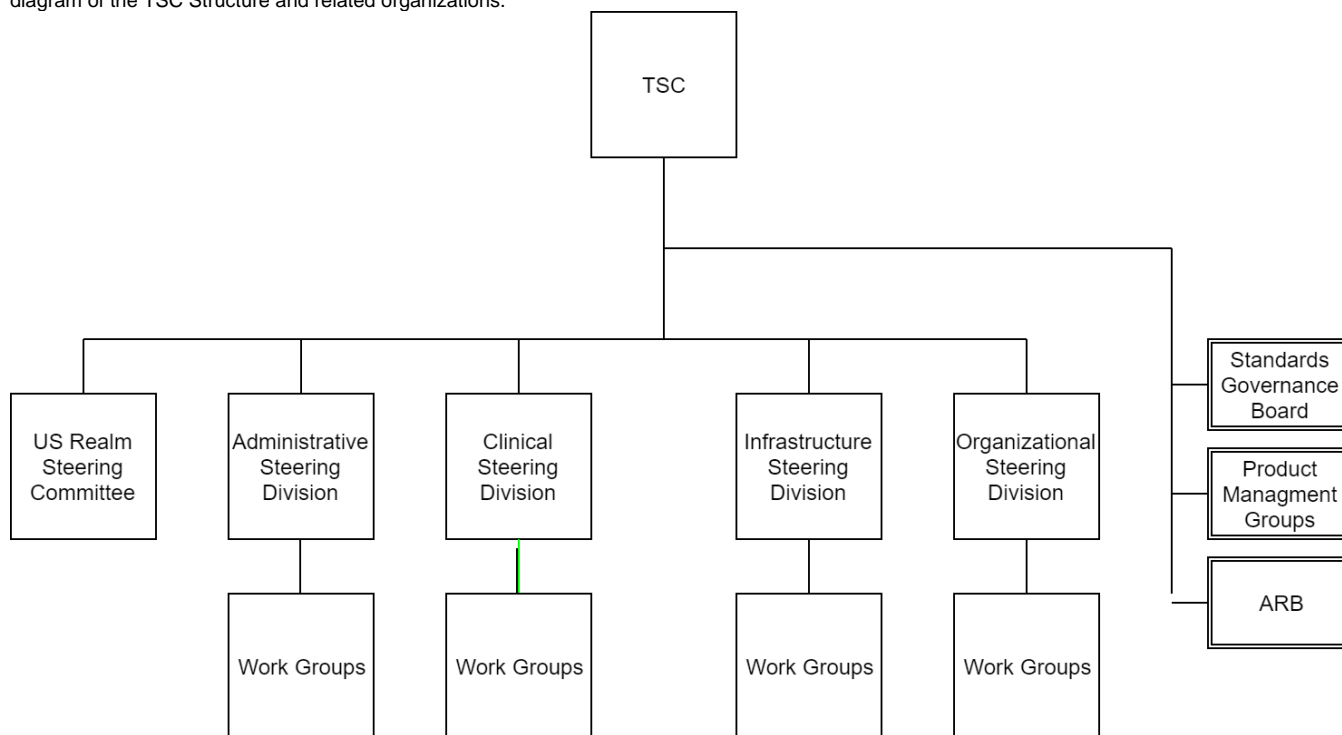 diagram of the TSC Structure and related organizations.
TSC
US Realm
Steering
Committee
Administrative
Steering
Division
Clinical
Steering
Division
Infrastructure
Steering
Division
Organizational
Steering
Division
Standards
Governance
Board
Product
Managment
Groups
ARB
Work Groups
Work Groups
Work Groups
Work Groups